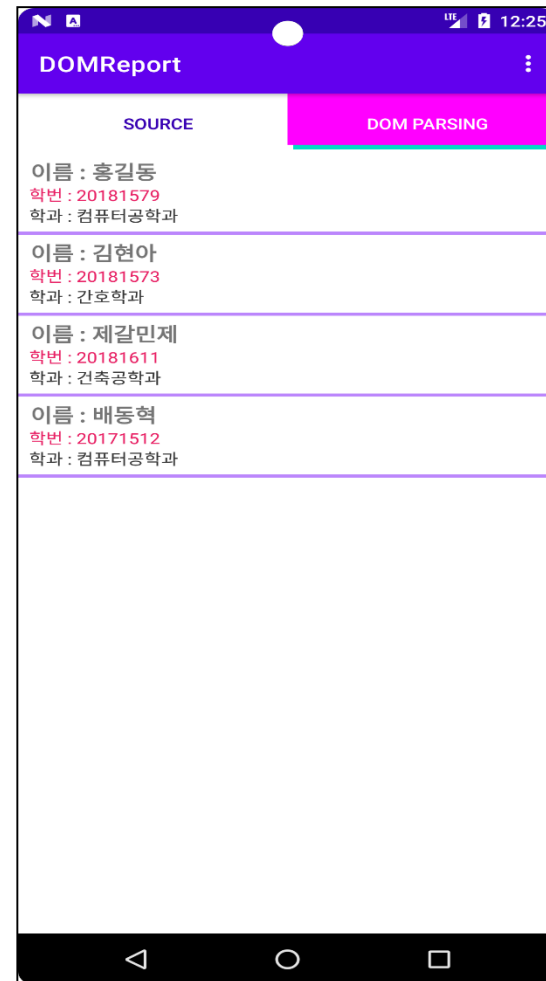 LTE 12:25
DOMReport
SOURCE DOM PARSING
이름 : 홍길동
학번 : 20181579
학과 : 컴퓨터공학과
이름 : 김현아
학번 : 20181573
학과 : 간호학과
이름 : 제갈민제
학번 : 20181611
학과 : 건축공학과
이름 : 배동혁
학번 : 20171512
학과 : 컴퓨터공학과